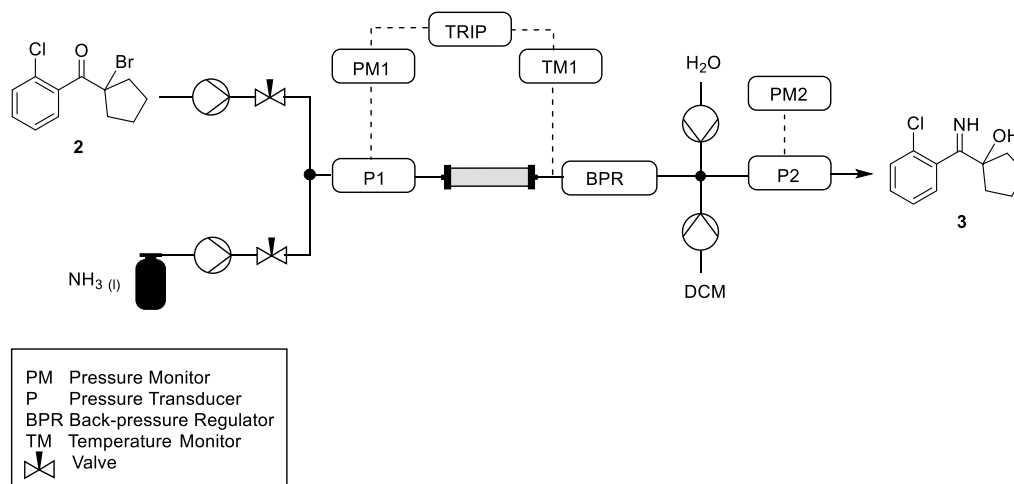 TRIP
Cl
O
Br
PM1
TM1
H2O
PM2
2
P1
BPR
P2
Cl
NH
OH
3
NH3 (l)
DCM
PM Pressure Monitor
P Pressure Transducer
BPR Back-pressure Regulator
TM Temperature Monitor
Valve